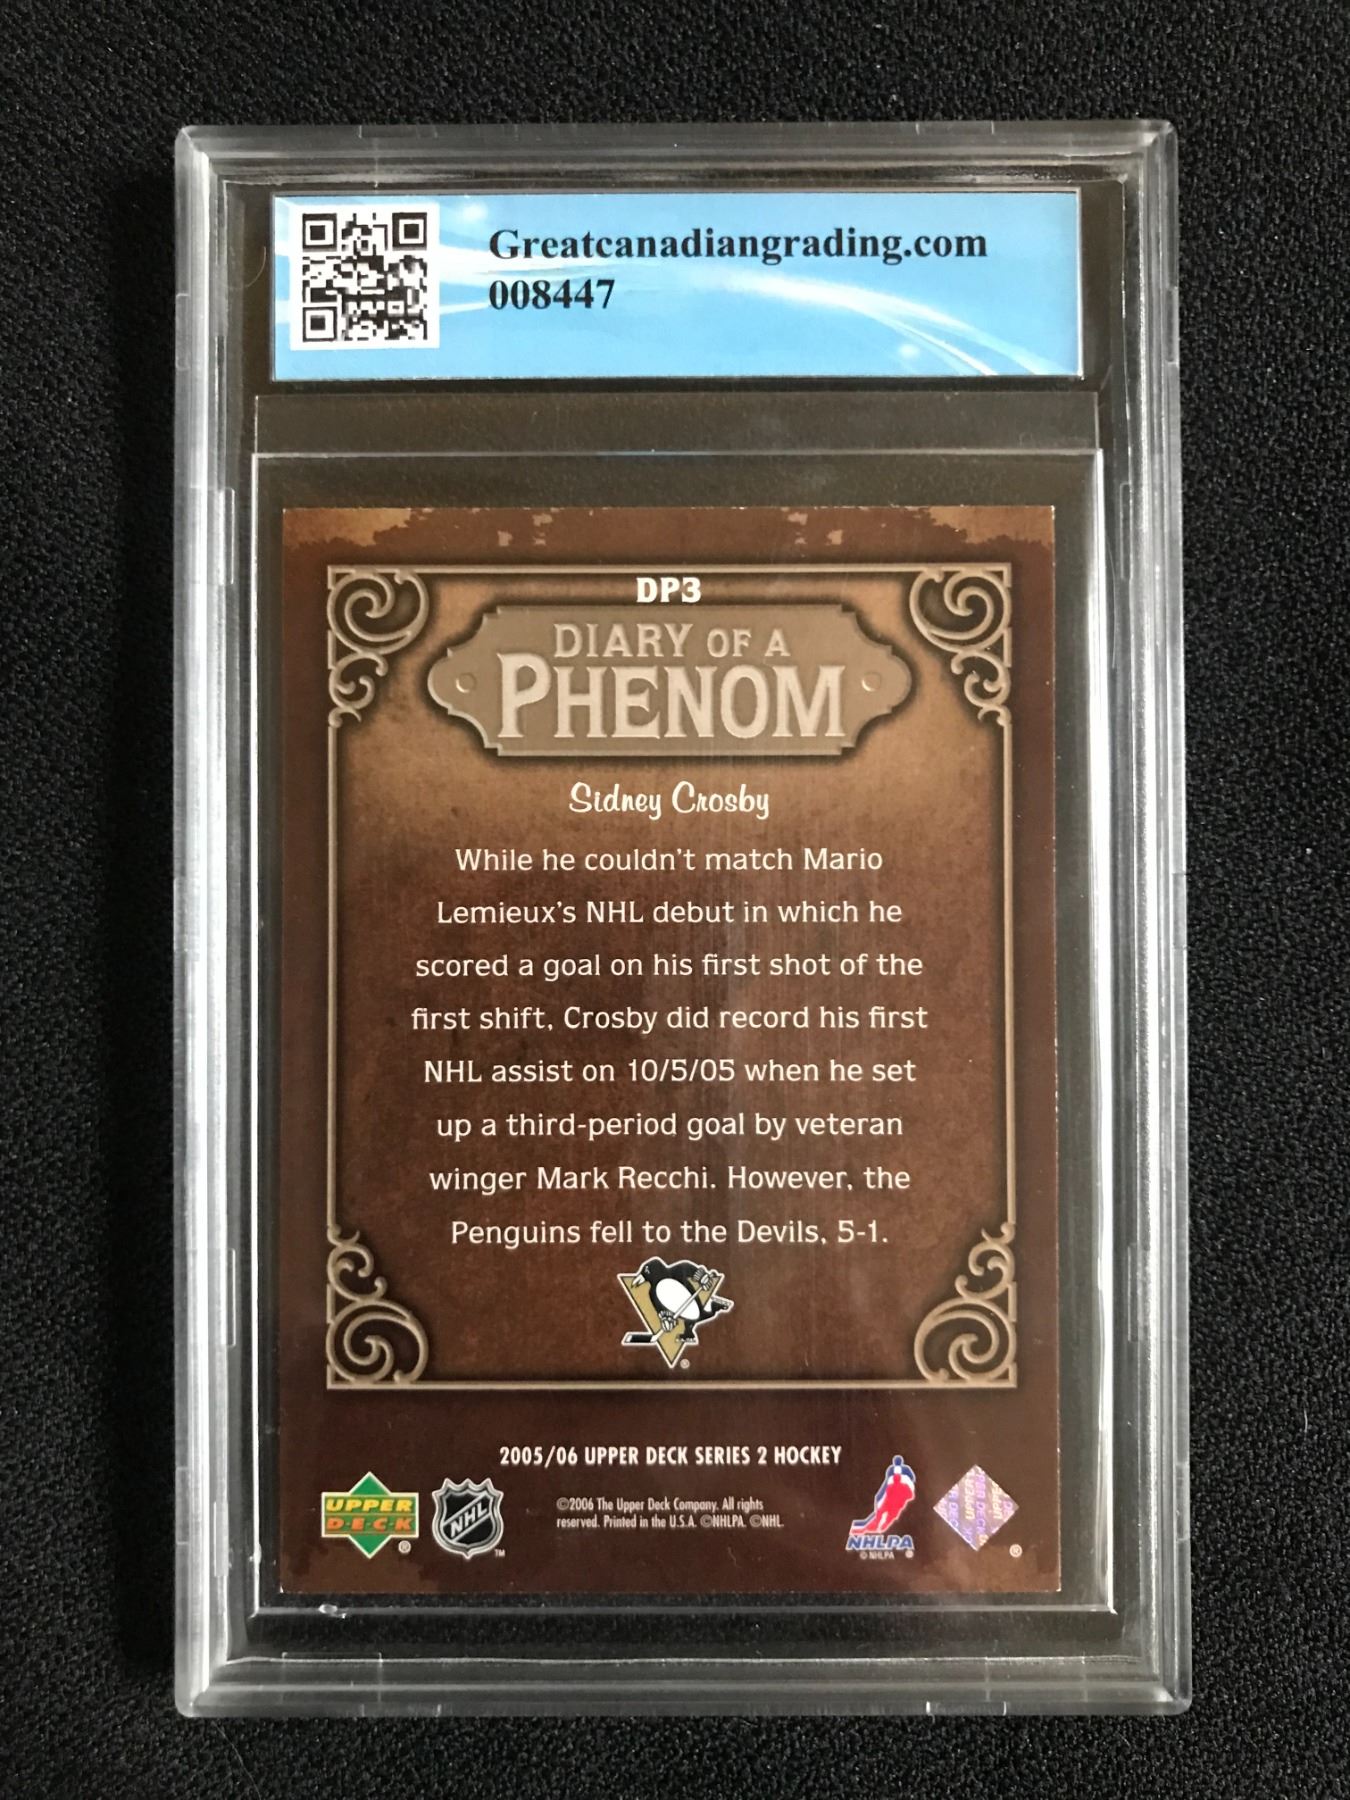 Greatcanadiangrading.com
008447
DP3
DIARY OF A
PHENOM
Sidney Crosby
While he couldn't match Mario
Lemieux's NHL debut in which he
scored a goal on his first shot of the
first shift, Crosby did record his first
NHL assist on 10/5/05 when he set
up a third-period goal by veteran
winger Mark Recchi. However, the
Penguins fell to the Devils, 5-1.
®
2005/06 UPPER DECK SERIES 2 HOCKEY
UPPER
D·E·C·K
®
NHL
TM
©2006 The Upper Deck Company. All rights
reserved. Printed in the U.S.A. ©NHLPA. ©NHL.
NHLPA
© NHLPA ®
UPPER DECK
®